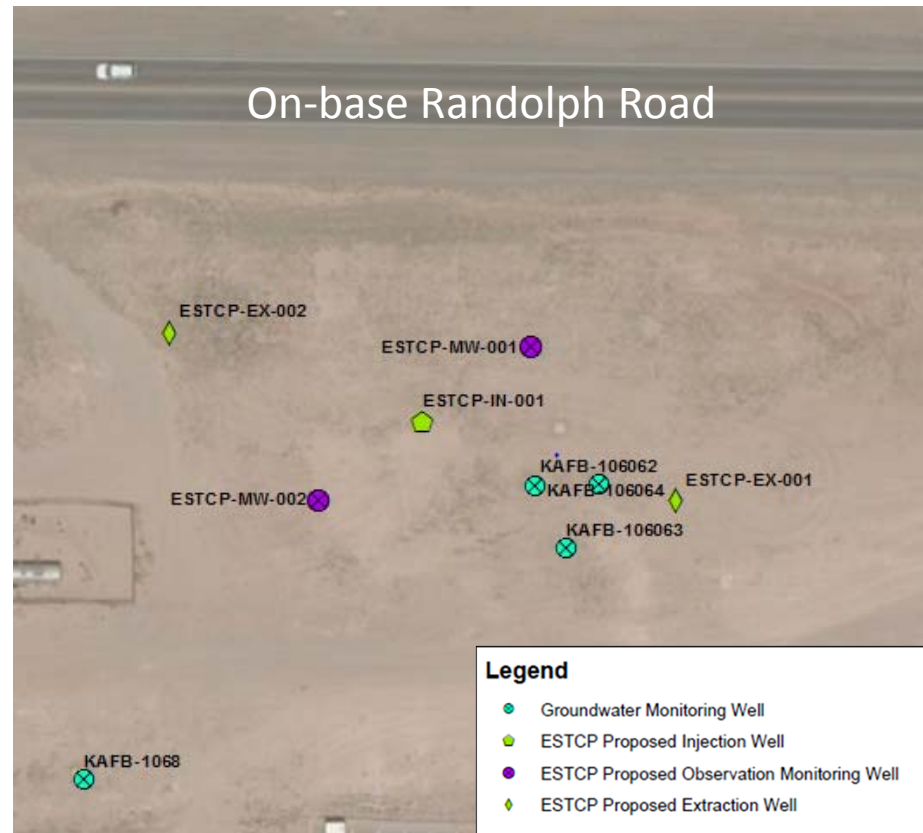 On-base Randolph Road
ESTCP-EX-002
ESTCP-MW-001
ESTCP-IN-001
KAFB-106062
ESTCP-EX-001
KAFB-106064
ESTCP-MW-002
KAFB-106063
KAFB-1068
Legend
Groundwater Monitoring Well
ESTCP Proposed Injection Well
ESTCP Proposed Observation Monitoring Well
ESTCP Proposed Extraction Well